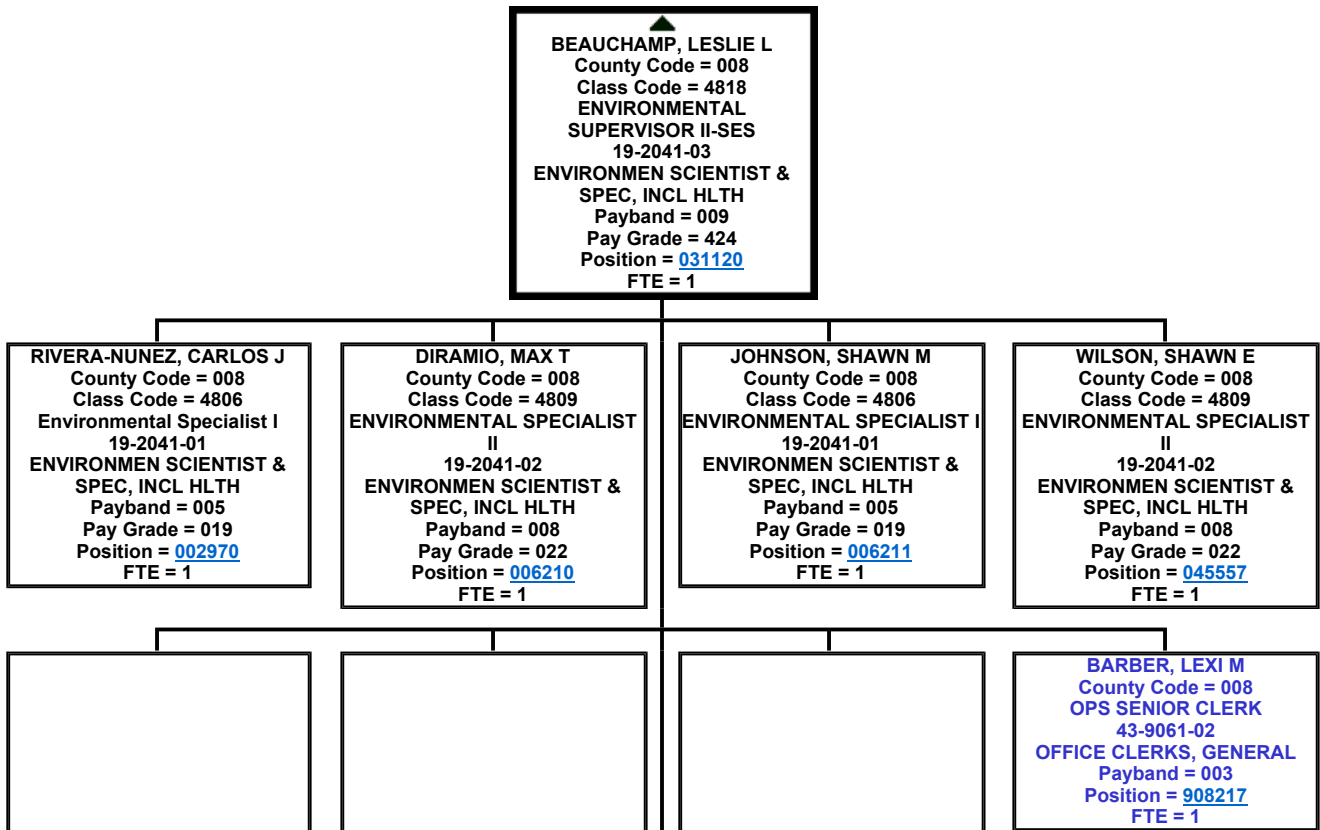 BEAUCHAMP, LESLIE L
County Code = 008
Class Code = 4818
ENVIRONMENTAL
SUPERVISOR II-SES
19-2041-03
ENVIRONMEN SCIENTIST &
SPEC, INCL HLTH
Payband = 009
Pay Grade = 424
Position = 031120
FTE = 1
RIVERA-NUNEZ, CARLOS J
County Code = 008
Class Code = 4806
Environmental Specialist I
19-2041-01
ENVIRONMEN SCIENTIST &
SPEC, INCL HLTH
Payband = 005
Pay Grade = 019
Position = 002970
FTE = 1
DIRAMIO, MAX T
County Code = 008
Class Code = 4809
ENVIRONMENTAL SPECIALIST
II
19-2041-02
ENVIRONMEN SCIENTIST &
SPEC, INCL HLTH
Payband = 008
Pay Grade = 022
Position = 006210
FTE = 1
JOHNSON, SHAWN M
County Code = 008
Class Code = 4806
ENVIRONMENTAL SPECIALIST I
19-2041-01
ENVIRONMEN SCIENTIST &
SPEC, INCL HLTH
Payband = 005
Pay Grade = 019
Position = 006211
FTE = 1
WILSON, SHAWN E
County Code = 008
Class Code = 4809
ENVIRONMENTAL SPECIALIST
II
19-2041-02
ENVIRONMEN SCIENTIST &
SPEC, INCL HLTH
Payband = 008
Pay Grade = 022
Position = 045557
FTE = 1
BARBER, LEXI M
County Code = 008
OPS SENIOR CLERK
43-9061-02
OFFICE CLERKS, GENERAL
Payband = 003
Position = 908217
FTE = 1